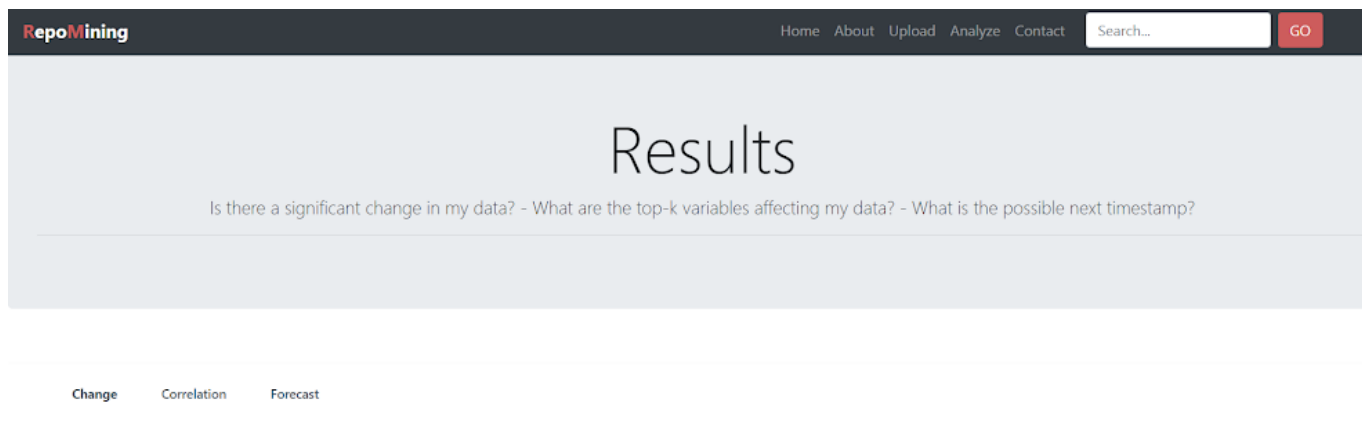 RepoMining Home About Upload Analyze Contact Search... GO
Results
Is there a significant change in my data? - What are the top-k variables affecting my data? - What is the possible next timestamp?
Change Correlation Forecast